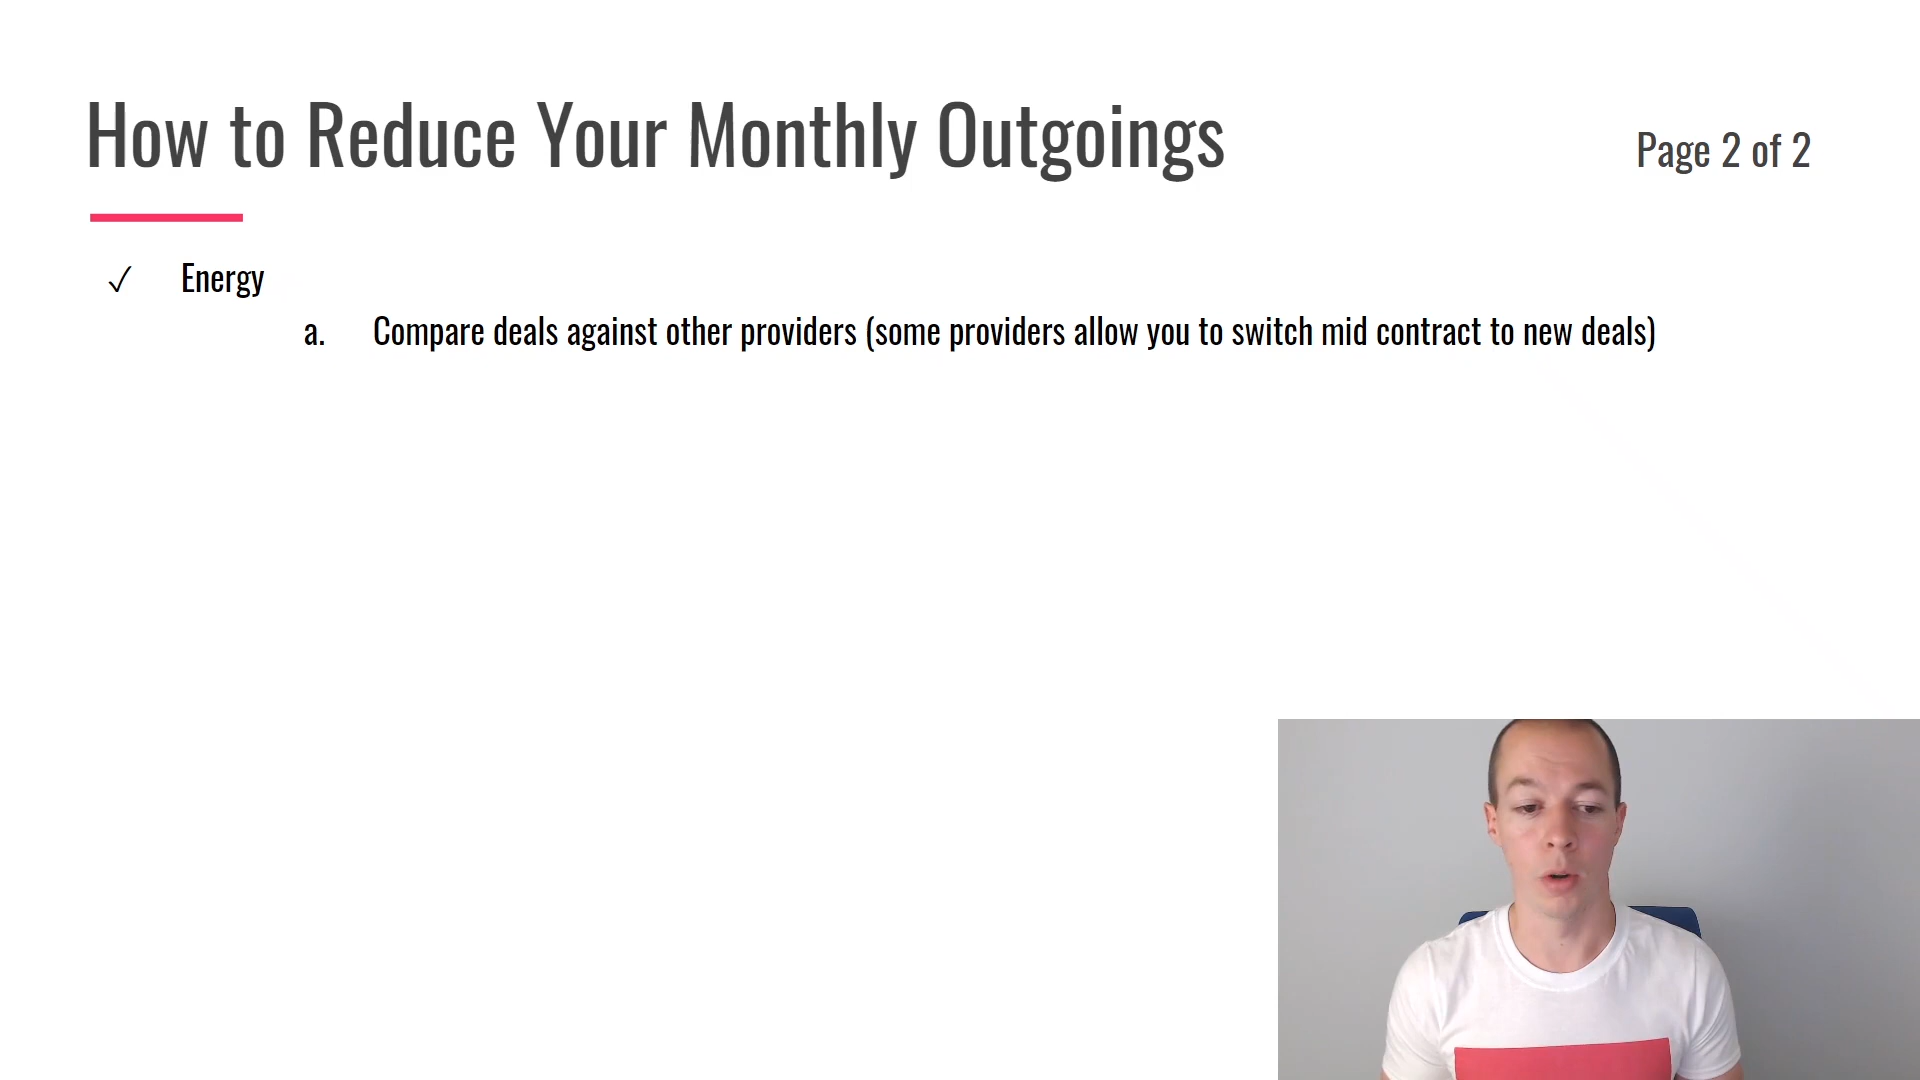 How to Reduce Your Monthly Outgoings
Page 2 of 2
✓ Energy
a. Compare deals against other providers (some providers allow you to switch mid contract to new deals)